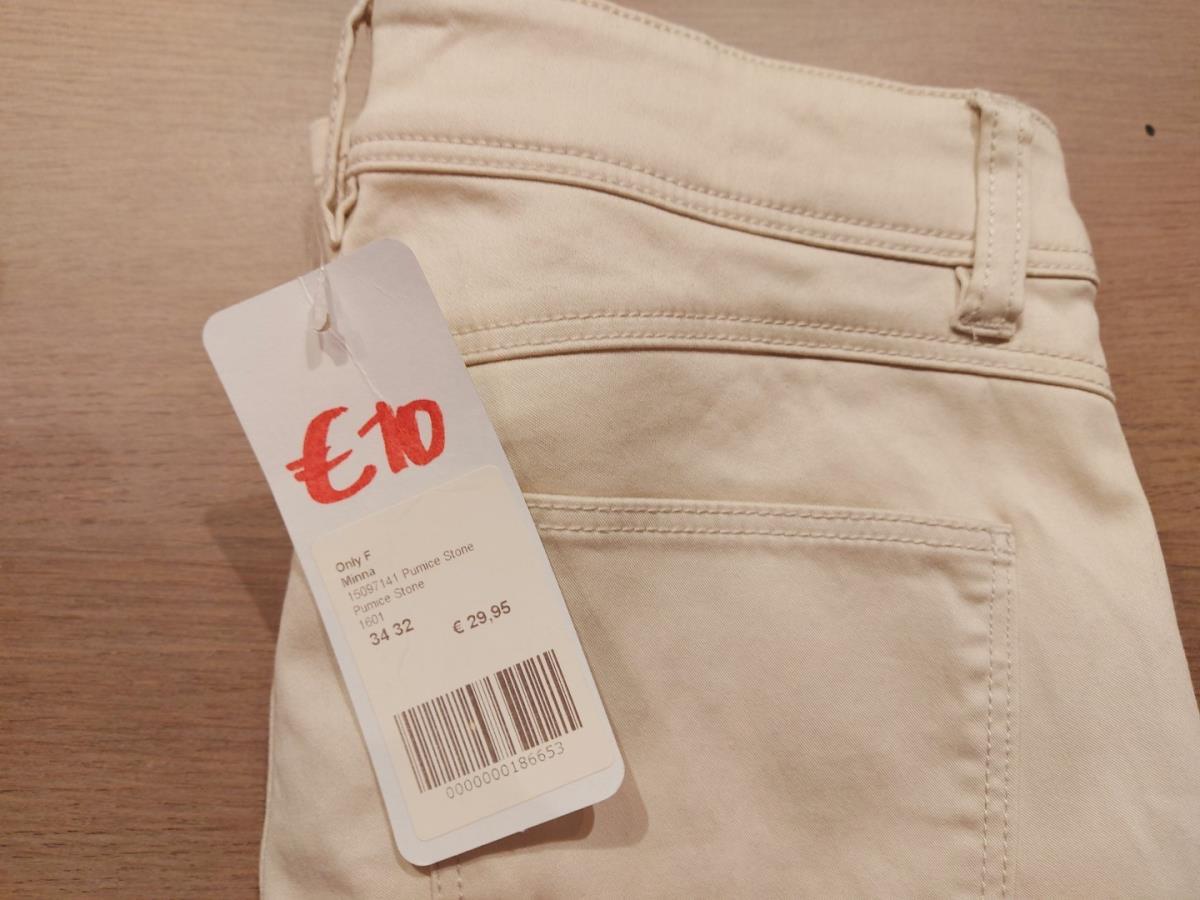 €10
Only F
Minna
15097141 Pumice Stone
Pumice Stone
1601
34 32 € 29,95
0000000186653